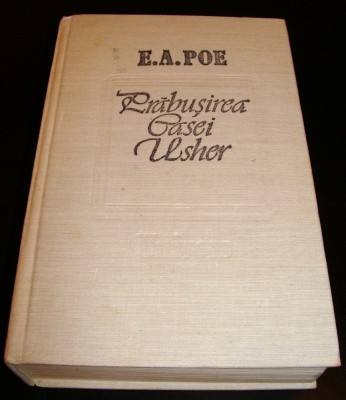 E.A.POE
Prăbușirea
Casei
Usher